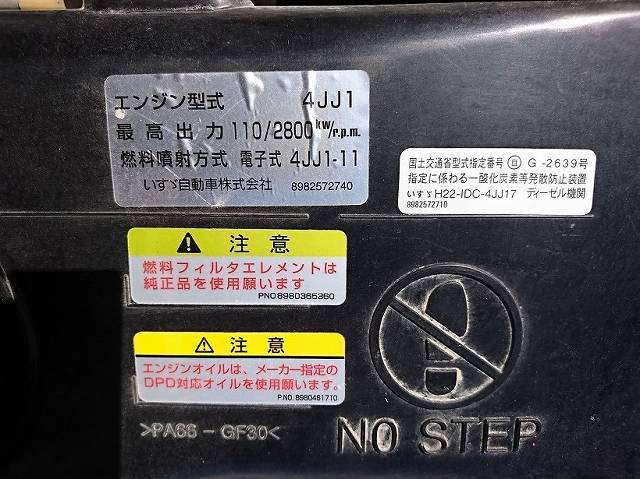 エンジン型式 4JJ1
最高出力 110/2800kW/r.p.m.
燃料噴射方式 電子式 4JJ1-11
いすゞ自動車株式会社 8982572740
国土交通省型式指定番号 自 G -2639号
指定に係わる一酸化炭素等発散防止装置
いすゞH22-IDC-4JJ17 ディーゼル機関
8982572710
注意
燃料フィルタエレメントは
純正品を使用願います
PNO.8980365360
注意
エンジンオイルは、メーカー指定の
DPD対応オイルを使用願います。
P.NO. 8980461710
>PA66-GF30<
NO STEP